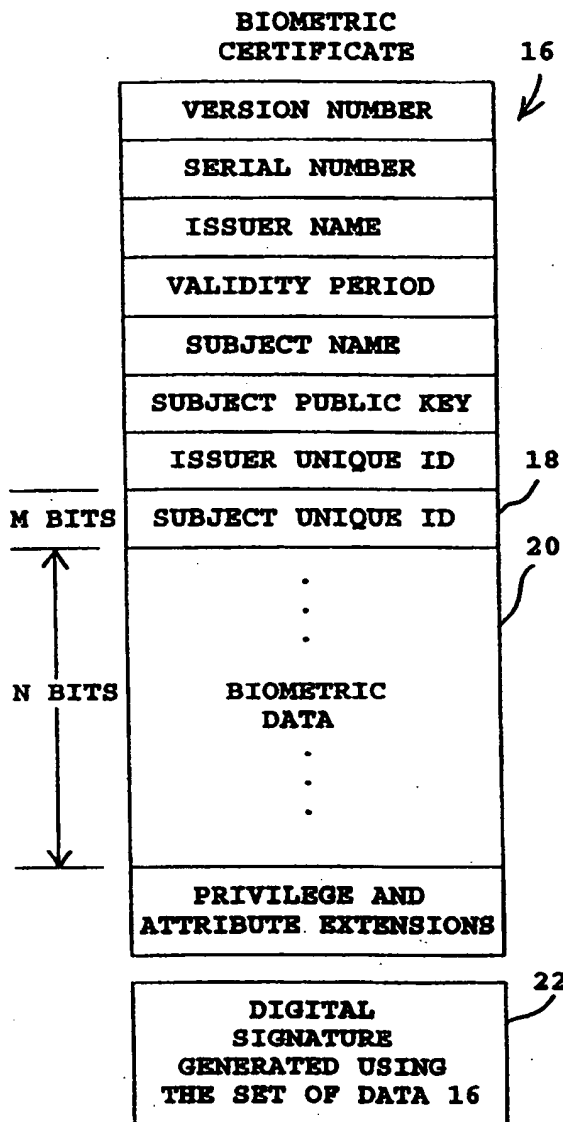 BIOMETRIC
CERTIFICATE
16
VERSION NUMBER
SERIAL NUMBER
ISSUER NAME
VALIDITY PERIOD
SUBJECT NAME
SUBJECT PUBLIC KEY
ISSUER UNIQUE ID
18
M BITS
SUBJECT UNIQUE ID
20
N BITS
BIOMETRIC
DATA
PRIVILEGE AND
ATTRIBUTE EXTENSIONS
22
DIGITAL
SIGNATURE
GENERATED USING
THE SET OF DATA 16